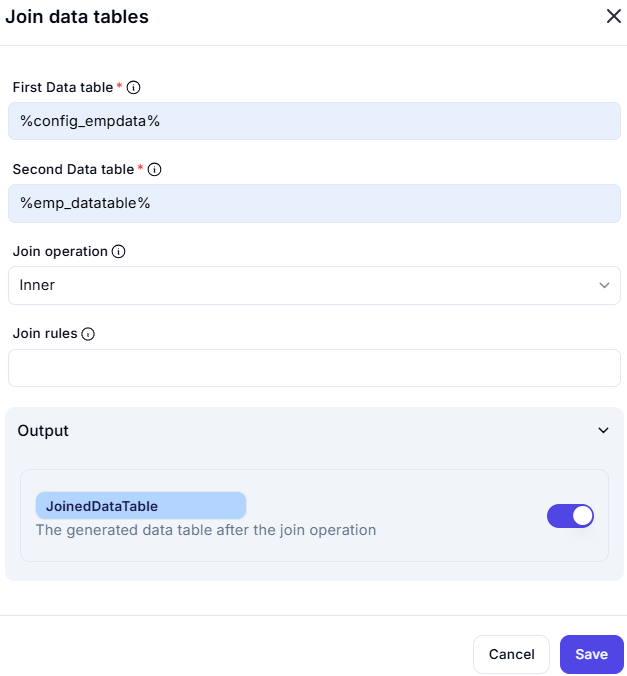 Join data tables
First Data table *
%config_empdata%
Second Data table *
%emp_datatable%
Join operation
Inner
Join rules
Output
JoinedDataTable
The generated data table after the join operation
Cancel
Save